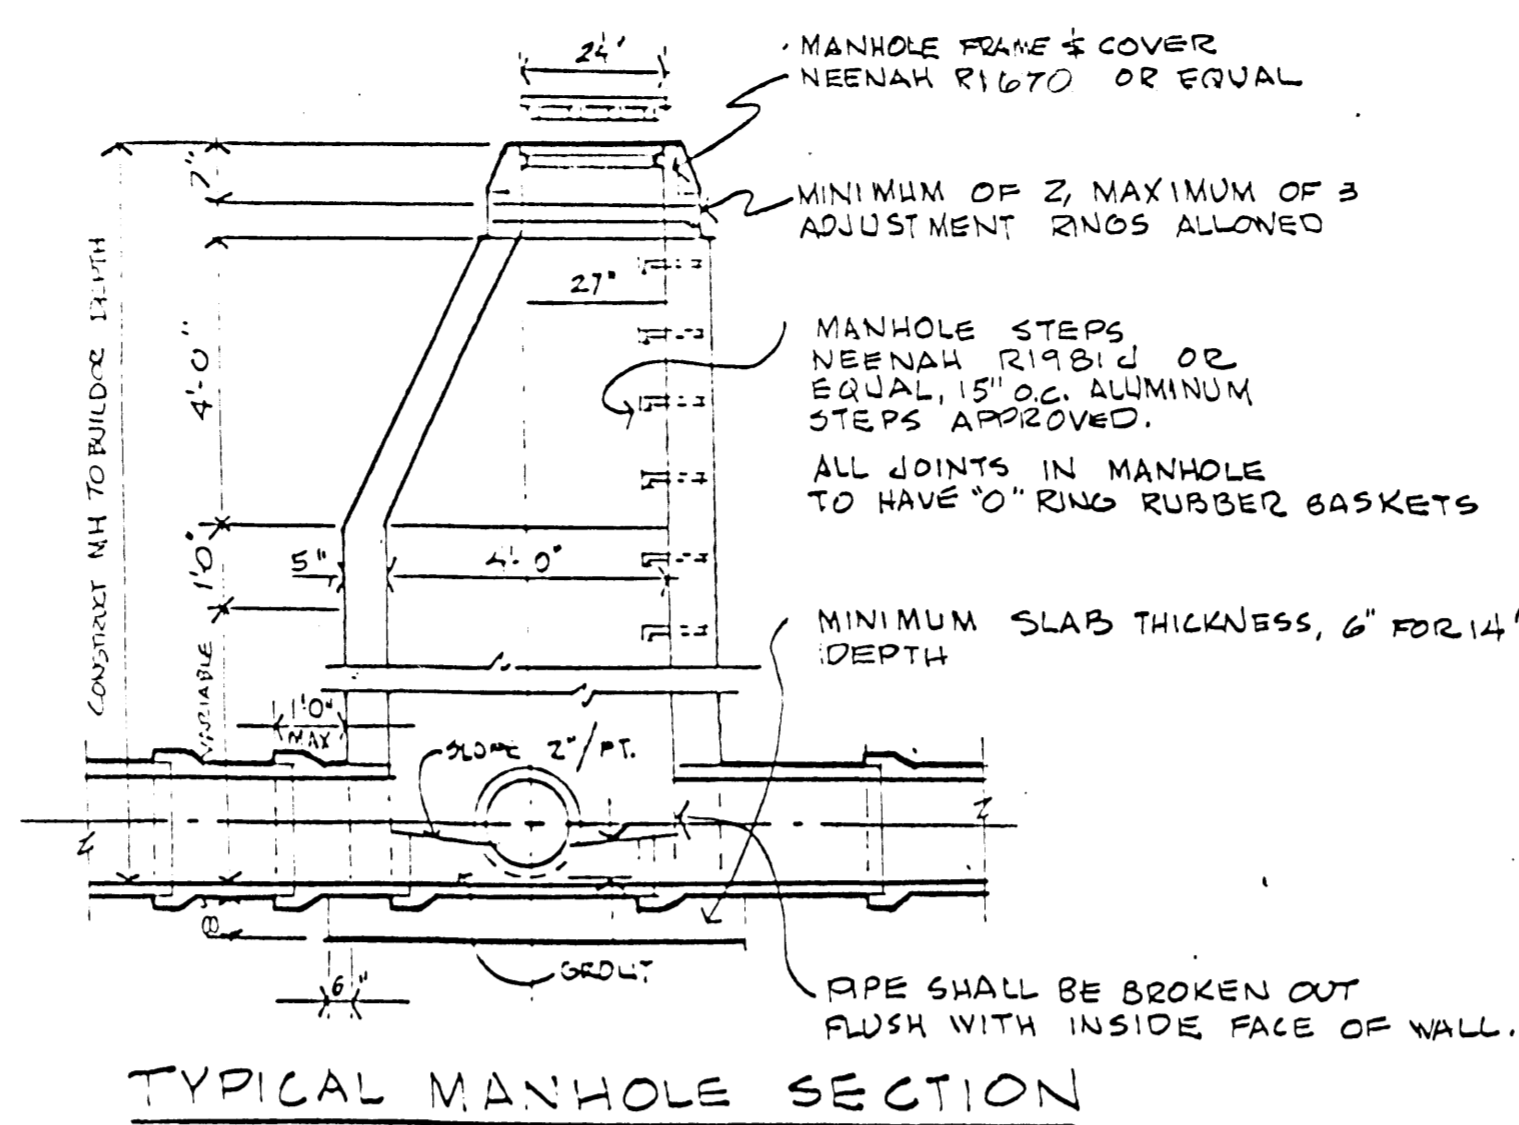 24"
MANHOLE FRAME & COVER
NEENAH R1670 OR EQUAL
7"
MINIMUM OF 2, MAXIMUM OF 3
ADJUSTMENT RINGS ALLOWED
27"
CONSTRUCT MH TO BUILDOR DEPTH
4'-0"
MANHOLE STEPS
NEENAH R1981J OR
EQUAL, 15" O.C. ALUMINUM
STEPS APPROVED.
ALL JOINTS IN MANHOLE
TO HAVE "O" RING RUBBER GASKETS
1'0"
5"
4'-0"
MINIMUM SLAB THICKNESS, 6" FOR 14'
DEPTH
VARIABLE
1'0"
MAX
SLOPE 2"/FT.
8"
GROUT
6"
PIPE SHALL BE BROKEN OUT
FLUSH WITH INSIDE FACE OF WALL.
TYPICAL MANHOLE SECTION